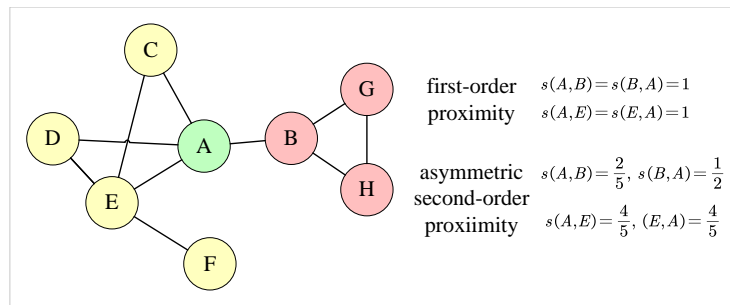 C
G
D
A
B
E
H
F
first-order
proximity
s(A,B)=s(B,A)=1
s(A,E)=s(E,A)=1
asymmetric
second-order
proxiimity
s(A,B)=2/5, s(B,A)=1/2
s(A,E)=4/5, (E,A)=4/5